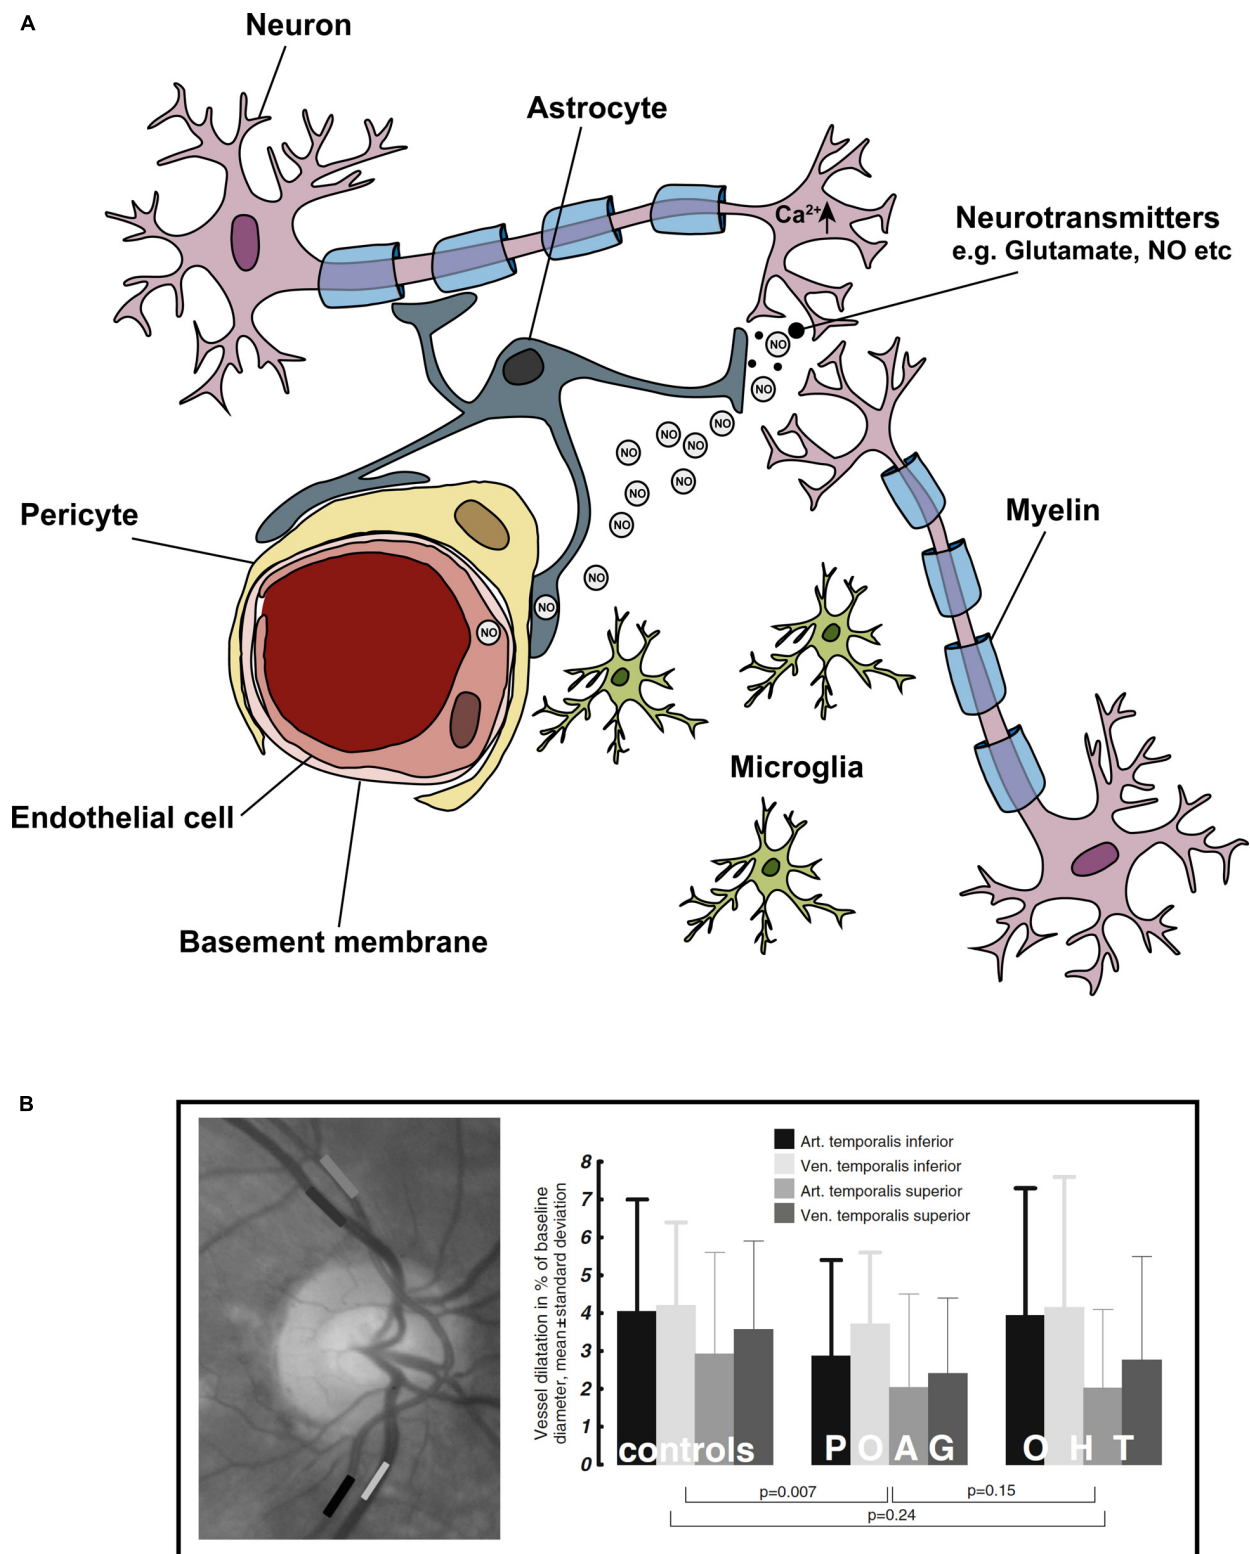 A
Neuron
Astrocyte
Ca2+
Neurotransmitters
e.g. Glutamate, NO etc
NO
NO
NO
NO
NO
NO
NO
NO
NO
NO
NO
NO
Pericyte
Myelin
Microglia
Endothelial cell
Basement membrane
B
Art. temporalis inferior
Ven. temporalis inferior
Art. temporalis superior
Ven. temporalis superior
Vessel dilatation in % of baseline
diameter, mean±standard deviation
8
7
6
5
4
3
2
1
0
controls
POAG
OHT
p=0.007
p=0.15
p=0.24